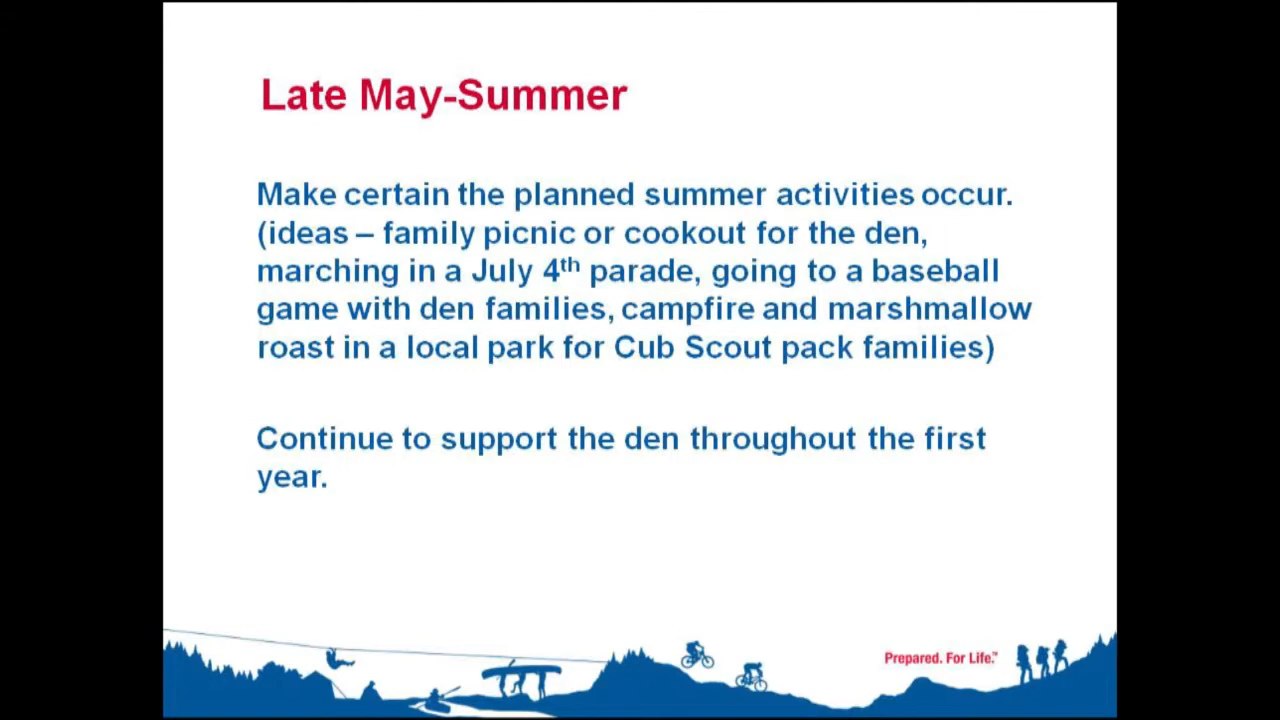 Late May-Summer
Make certain the planned summer activities occur.
(ideas – family picnic or cookout for the den,
marching in a July 4th parade, going to a baseball
game with den families, campfire and marshmallow
roast in a local park for Cub Scout pack families)
Continue to support the den throughout the first
year.
Prepared. For Life.™